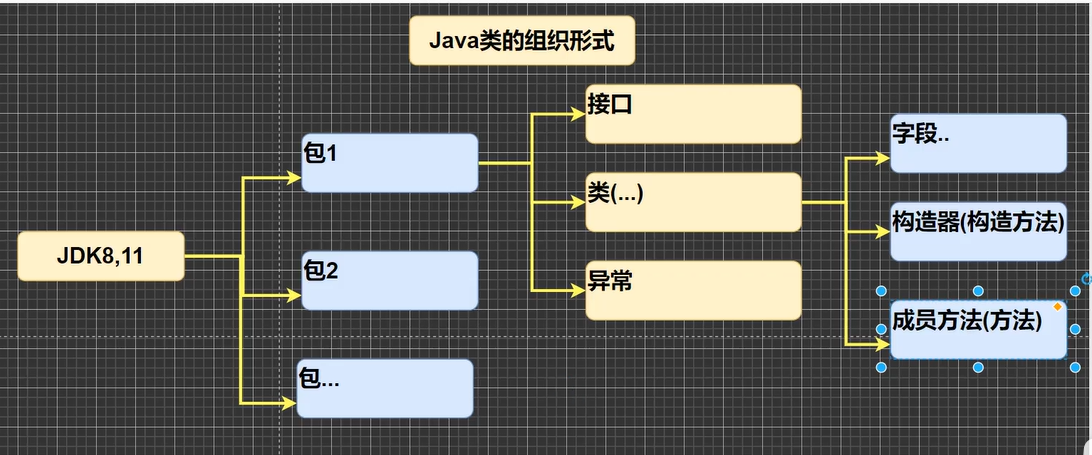 Java类的组织形式
JDK8,11
包1
包2
包...
接口
类(...)
异常
字段..
构造器(构造方法)
成员方法(方法)